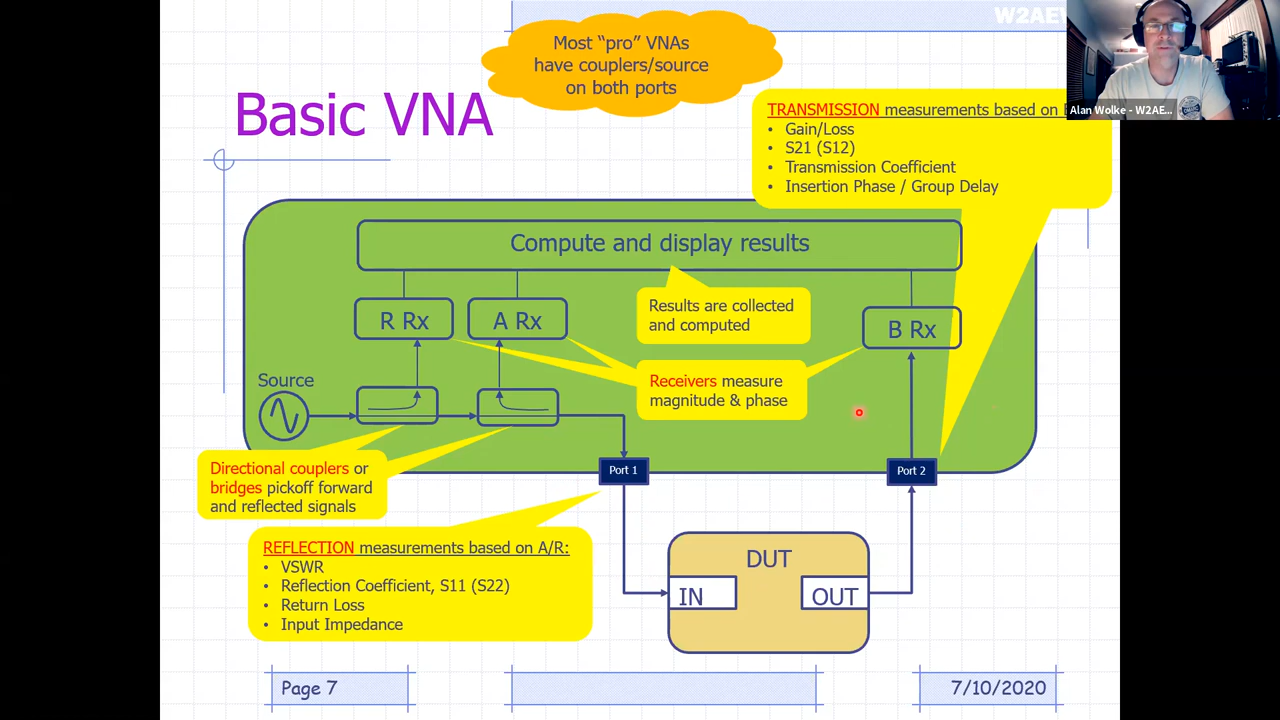 W2AEW
Most “pro” VNAs
have couplers/source
on both ports
Alan Wolke - W2AE...
Basic VNA
TRANSMISSION measurements based on
• Gain/Loss
• S21 (S12)
• Transmission Coefficient
• Insertion Phase / Group Delay
Compute and display results
R Rx
A Rx
B Rx
Results are collected
and computed
Receivers measure
magnitude & phase
Source
Directional couplers or
bridges pickoff forward
and reflected signals
Port 1
Port 2
REFLECTION measurements based on A/R:
• VSWR
• Reflection Coefficient, S11 (S22)
• Return Loss
• Input Impedance
DUT
IN
OUT
Page 7
7/10/2020